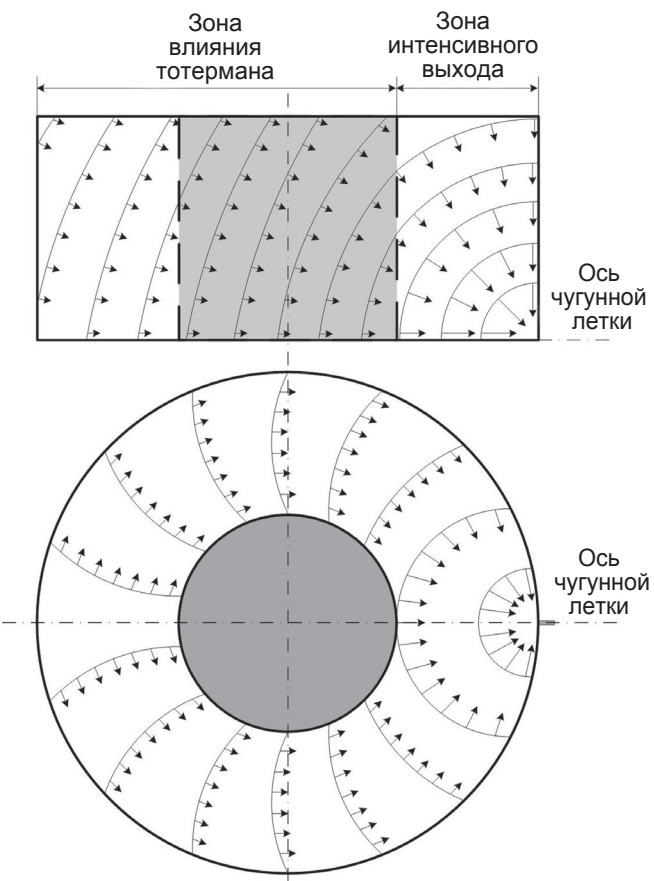 Зона
влияния
тотермана
Зона
интенсивного
выхода
Ось
чугунной
летки
Ось
чугунной
летки